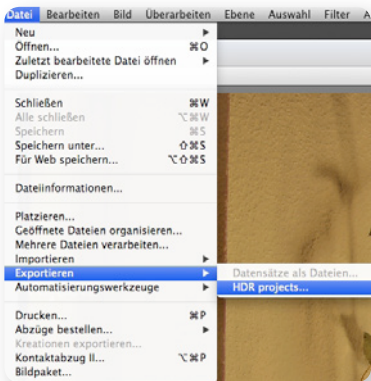 Datei Bearbeiten Bild Überarbeiten Ebene Auswahl Filter
Neu
Öffnen... ⌘O
Zuletzt bearbeitete Datei öffnen
Duplizieren...
Schließen ⌘W
Alle schließen ⌥⌘W
Speichern ⌘S
Speichern unter... ⇧⌘S
Für Web speichern... ⌥⇧⌘S
Dateiinformationen...
Platzieren...
Geöffnete Dateien organisieren...
Mehrere Dateien verarbeiten...
Importieren
Exportieren
Datensätze als Dateien...
Automatisierungswerkzeuge
HDR projects...
Drucken... ⌘P
Abzüge bestellen...
Kreationen exportieren...
Kontaktabzug II... ⌥⌘P
Bildpaket...